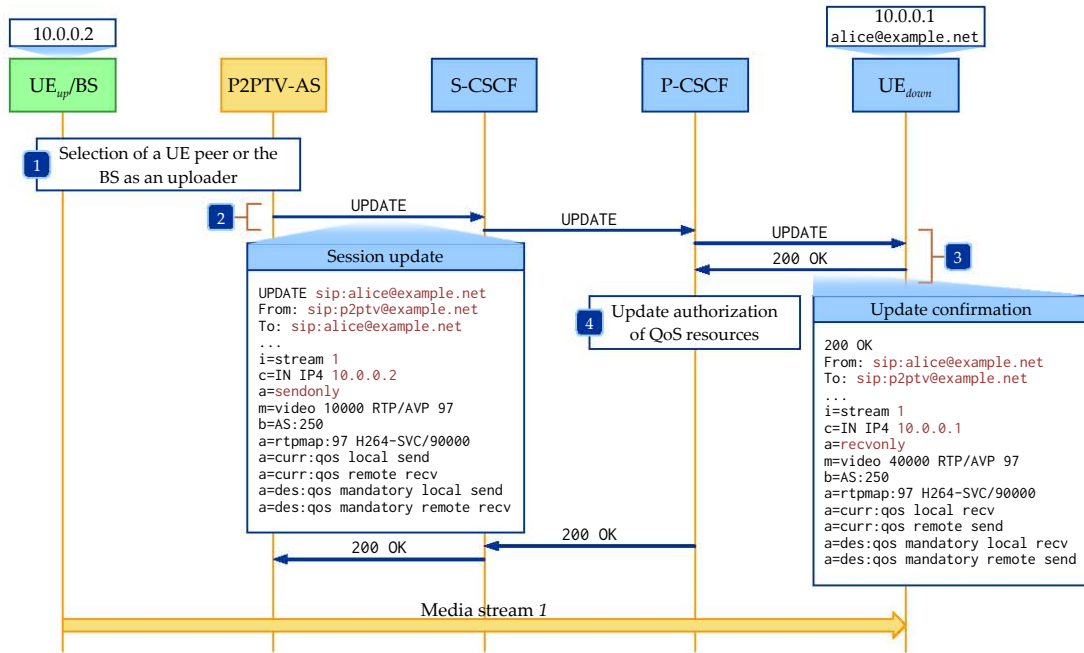 10.0.0.2
10.0.0.1
alice@example.net
UEup/BS
P2PTV-AS
S-CSCF
P-CSCF
UEdown
1
Selection of a UE peer or the
BS as an uploader
2
UPDATE
UPDATE
UPDATE
200 OK
3
Session update
UPDATE sip:alice@example.net
From: sip:p2ptv@example.net
To: sip:alice@example.net
...
i=stream 1
c=IN IP4 10.0.0.2
a=sendonly
m=video 10000 RTP/AVP 97
b=AS:250
a=rtpmap:97 H264-SVC/90000
a=curr:qos local send
a=curr:qos remote recv
a=des:qos mandatory local send
a=des:qos mandatory remote recv
4
Update authorization
of QoS resources
Update confirmation
200 OK
From: sip:alice@example.net
To: sip:p2ptv@example.net
...
i=stream 1
c=IN IP4 10.0.0.1
a=recvonly
m=video 40000 RTP/AVP 97
b=AS:250
a=rtpmap:97 H264-SVC/90000
a=curr:qos local recv
a=curr:qos remote send
a=des:qos mandatory local recv
a=des:qos mandatory remote send
200 OK
200 OK
Media stream 1